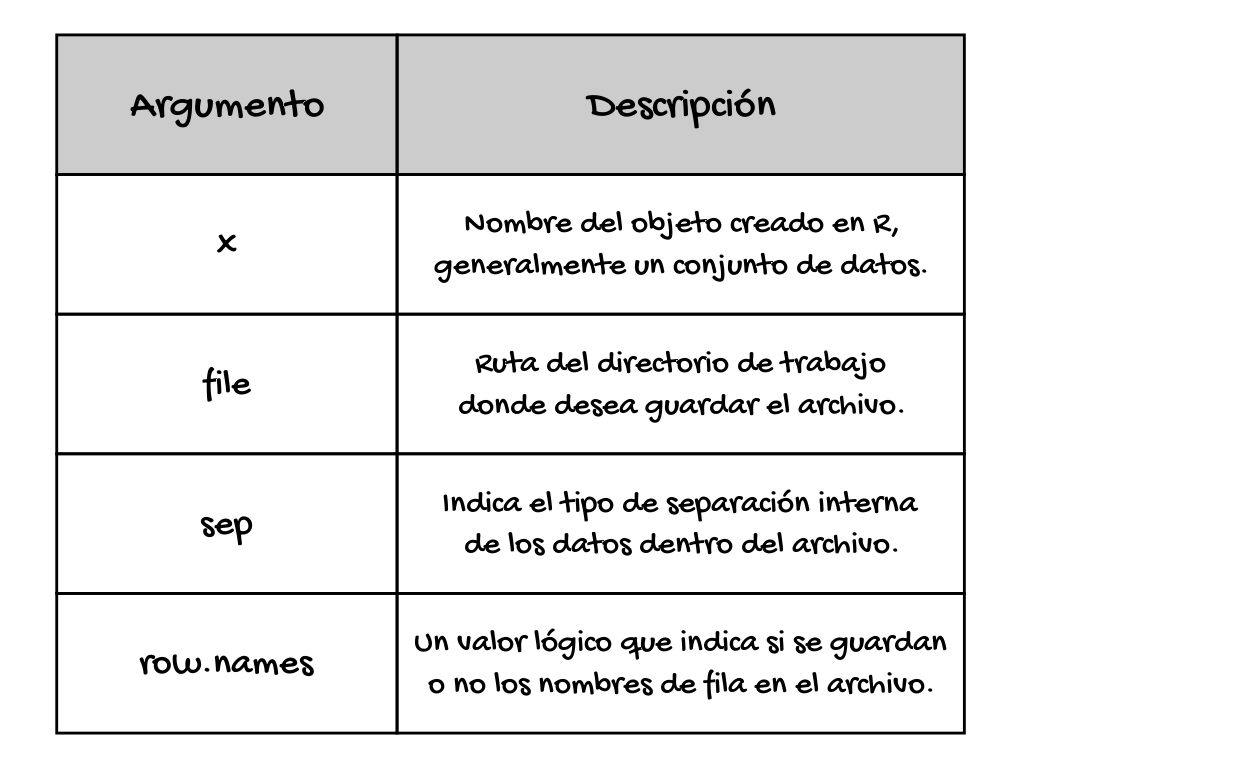 Argumento
Descripción
x
Nombre del objeto creado en R,
generalmente un conjunto de datos.
file
Ruta del directorio de trabajo
donde desea guardar el archivo.
sep
Indica el tipo de separación interna
de los datos dentro del archivo.
row.names
Un valor lógico que indica si se guardan
o no los nombres de fila en el archivo.